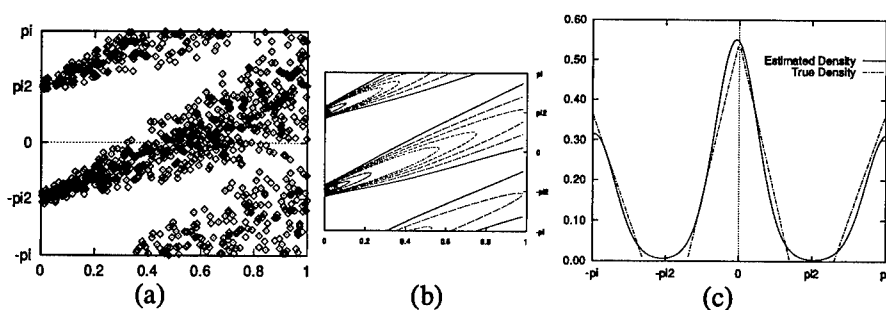 pi
pi2
0
-pi2
-pi
0 0.2 0.4 0.6 0.8 1
(a)
pi
pi2
0
-pi2
-pi
0 0.2 0.4 0.6 0.8 1
(b)
0.60
0.50
0.40
0.30
0.20
0.10
0.00
Estimated Density
True Density
-pi -pi2 0 pi2 p
(c)